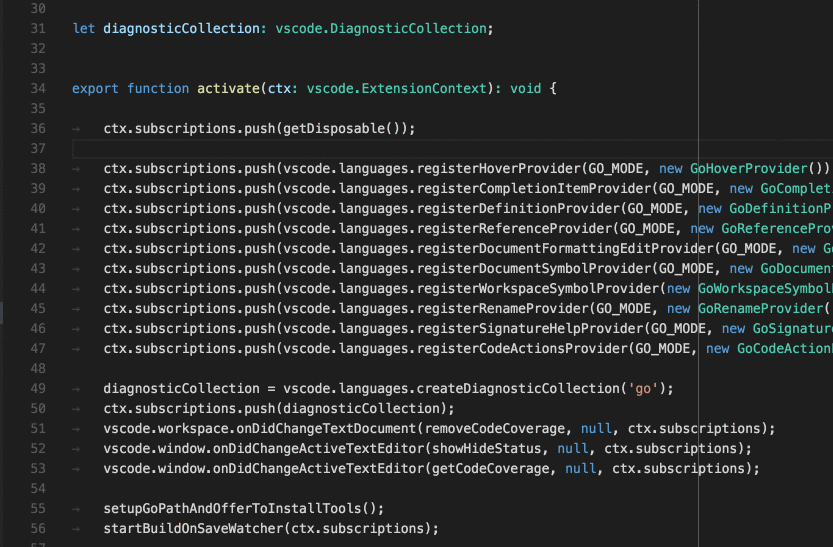 30
31 let diagnosticCollection: vscode.DiagnosticCollection;
32
33
34 export function activate(ctx: vscode.ExtensionContext): void {
35
36 ctx.subscriptions.push(getDisposable());
37
38 ctx.subscriptions.push(vscode.languages.registerHoverProvider(GO_MODE, new GoHoverProvider())
39 ctx.subscriptions.push(vscode.languages.registerCompletionItemProvider(GO_MODE, new GoComplet
40 ctx.subscriptions.push(vscode.languages.registerDefinitionProvider(GO_MODE, new GoDefinitionP
41 ctx.subscriptions.push(vscode.languages.registerReferenceProvider(GO_MODE, new GoReferenceProv
42 ctx.subscriptions.push(vscode.languages.registerDocumentFormattingEditProvider(GO_MODE, new Go
43 ctx.subscriptions.push(vscode.languages.registerDocumentSymbolProvider(GO_MODE, new GoDocument
44 ctx.subscriptions.push(vscode.languages.registerWorkspaceSymbolProvider(new GoWorkspaceSymbol
45 ctx.subscriptions.push(vscode.languages.registerRenameProvider(GO_MODE, new GoRenameProvider(
46 ctx.subscriptions.push(vscode.languages.registerSignatureHelpProvider(GO_MODE, new GoSignature
47 ctx.subscriptions.push(vscode.languages.registerCodeActionsProvider(GO_MODE, new GoCodeAction
48
49 diagnosticCollection = vscode.languages.createDiagnosticCollection('go');
50 ctx.subscriptions.push(diagnosticCollection);
51 vscode.workspace.onDidChangeTextDocument(removeCodeCoverage, null, ctx.subscriptions);
52 vscode.window.onDidChangeActiveTextEditor(showHideStatus, null, ctx.subscriptions);
53 vscode.window.onDidChangeActiveTextEditor(getCodeCoverage, null, ctx.subscriptions);
54
55 setupGoPathAndOfferToInstallTools();
56 startBuildOnSaveWatcher(ctx.subscriptions);
57